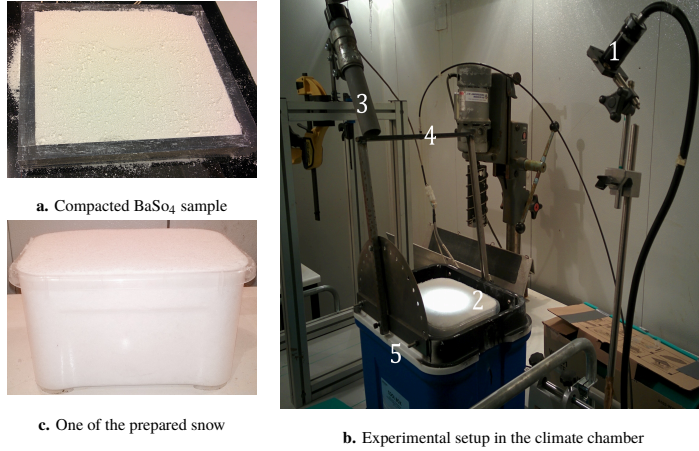 a. Compacted BaSo4 sample
c. One of the prepared snow
1
3
4
2
5
b. Experimental setup in the climate chamber